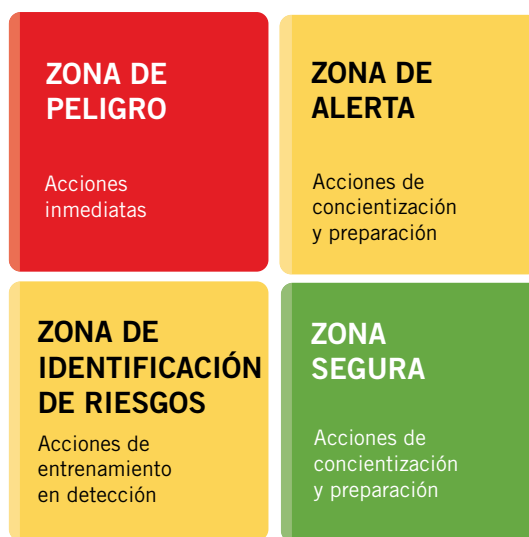 ZONA DE
PELIGRO
Acciones
inmediatas
ZONA DE
ALERTA
Acciones de
concientización
y preparación
ZONA DE
IDENTIFICACIÓN
DE RIESGOS
Acciones de
entrenamiento
en detección
ZONA
SEGURA
Acciones de
concientización
y preparación